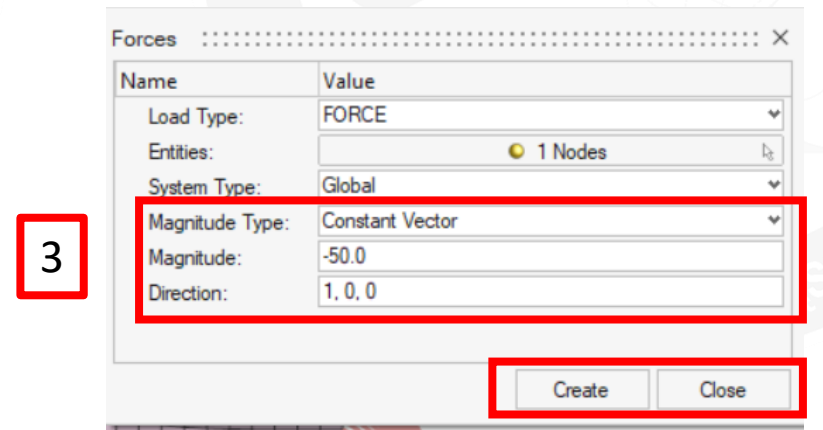 Forces
Name Value
Load Type: FORCE
Entities: 1 Nodes
System Type: Global
Magnitude Type: Constant Vector
3
Magnitude: -50.0
Direction: 1, 0, 0
Create Close